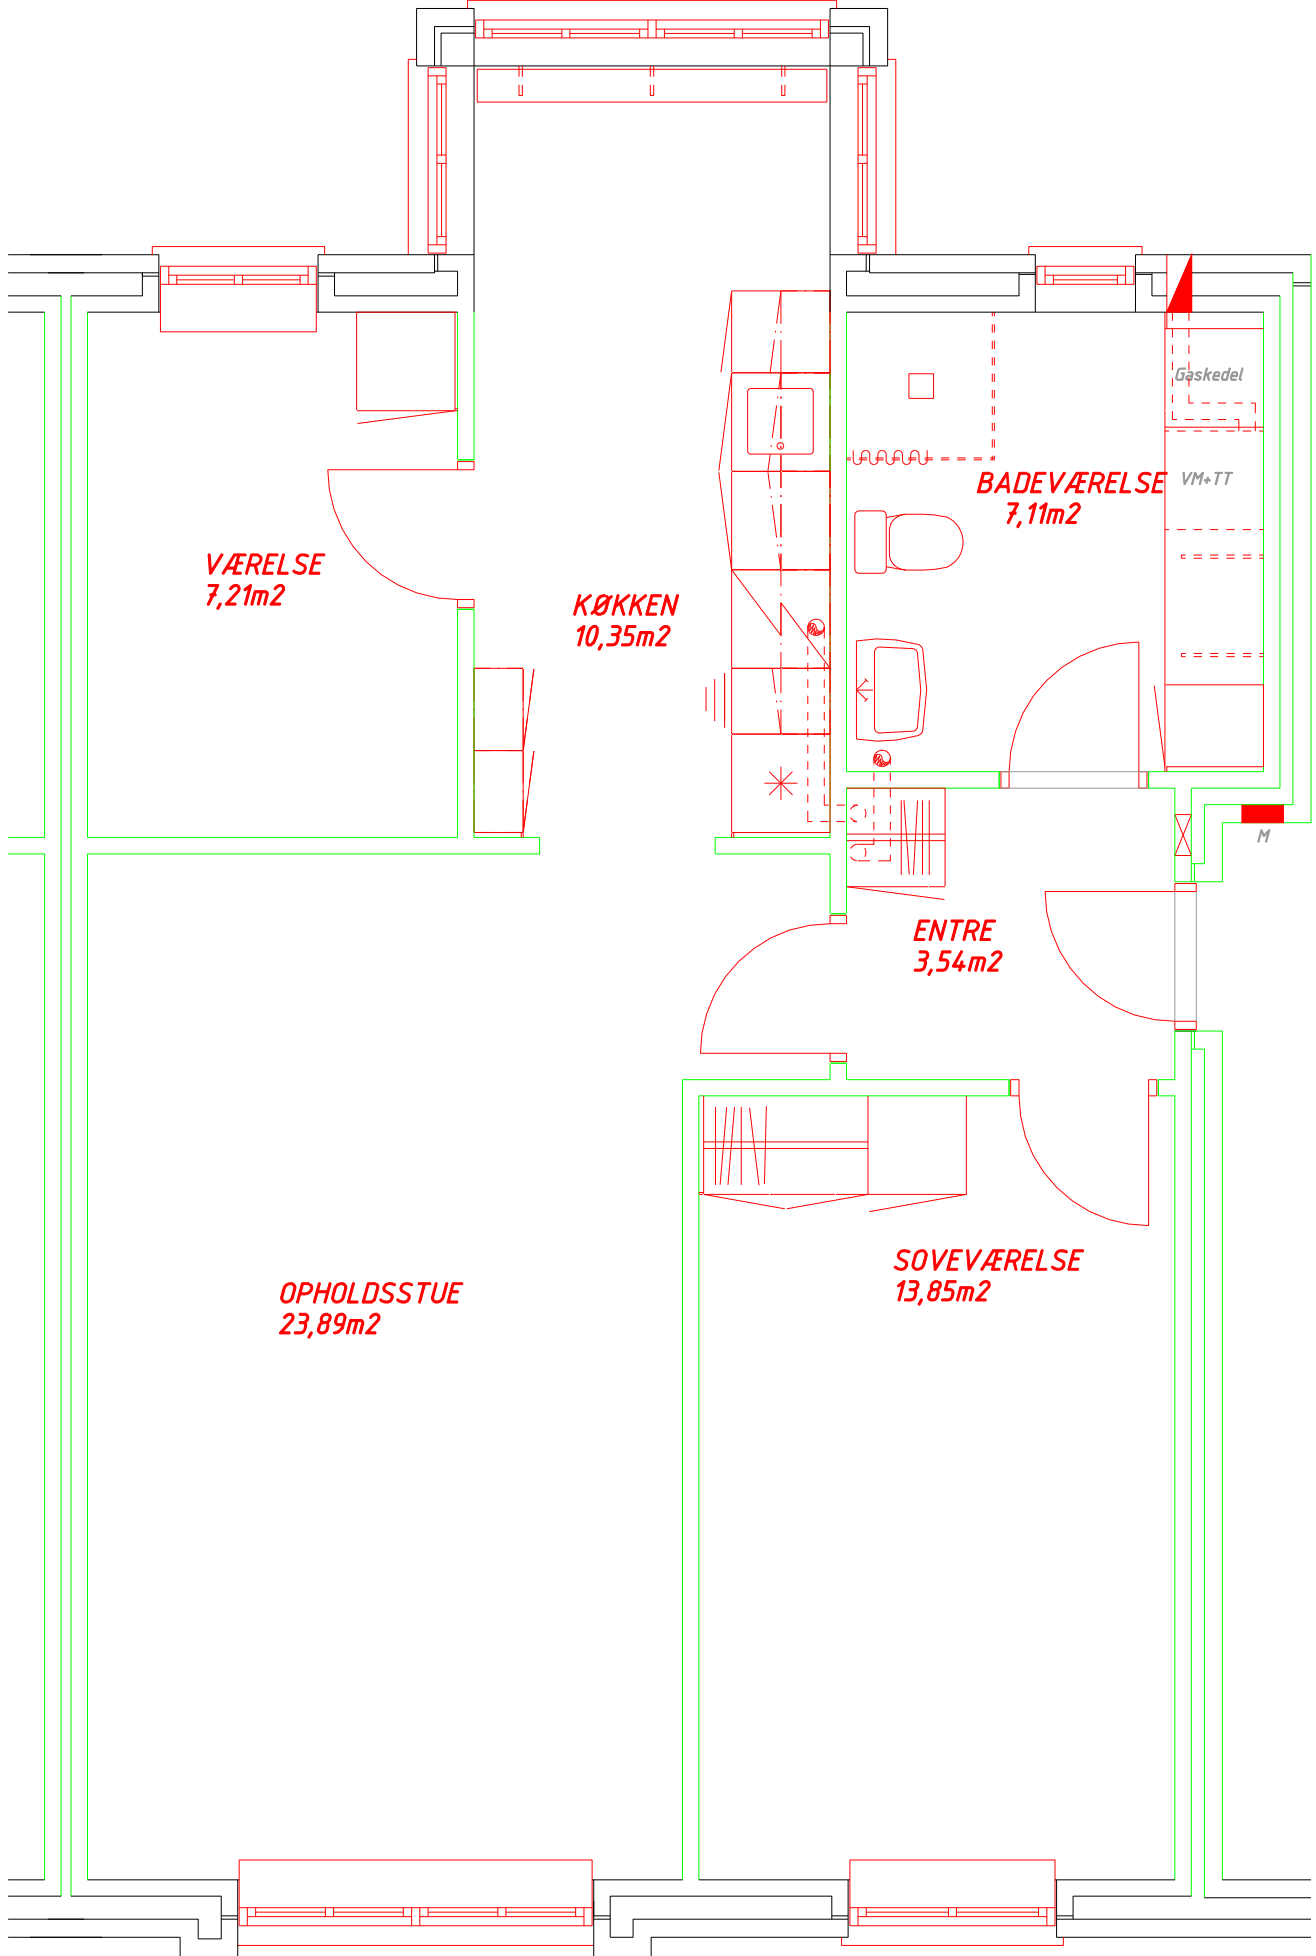 Gaskedel
VM+TT
BADEVÆRELSE
7,11m2
VÆRELSE
7,21m2
KØKKEN
10,35m2
M
ENTRE
3,54m2
SOVEVÆRELSE
13,85m2
OPHOLDSSTUE
23,89m2